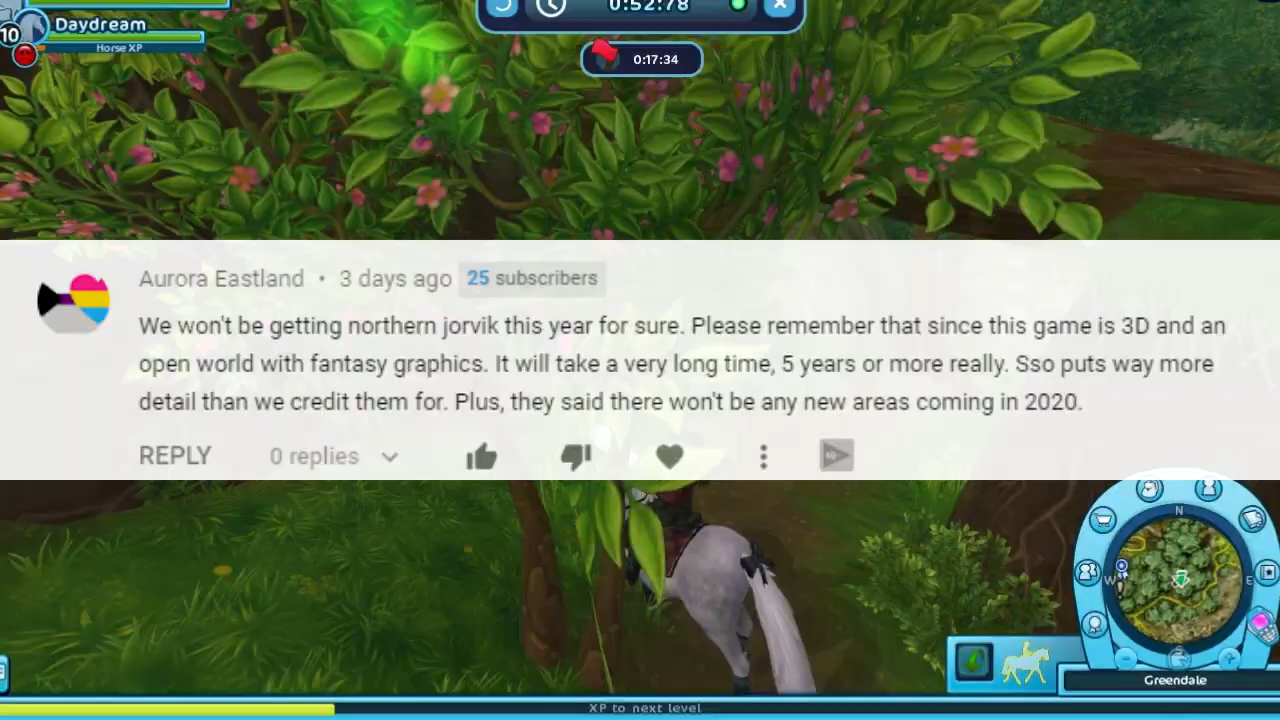 Daydream
10
Horse XP
0:52:78
0:17:34
Aurora Eastland • 3 days ago 25 subscribers
We won't be getting northern jorvik this year for sure. Please remember that since this game is 3D and an
open world with fantasy graphics. It will take a very long time, 5 years or more really. Sso puts way more
detail than we credit them for. Plus, they said there won't be any new areas coming in 2020.
REPLY 0 replies
N
W E
Greendale
XP to next level